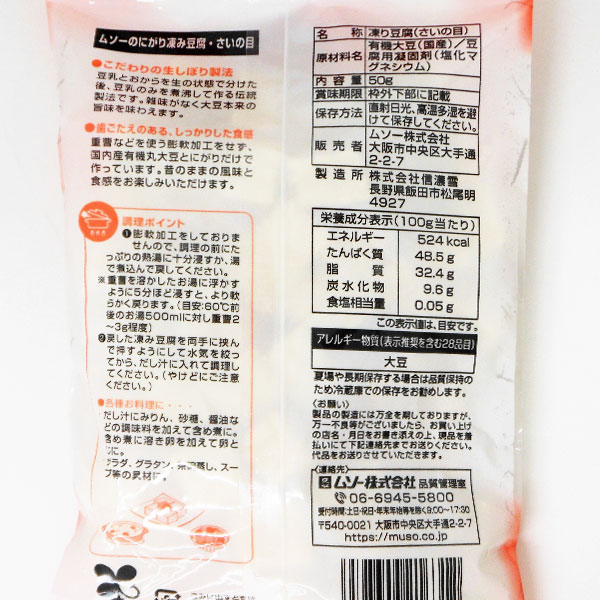 ムソーのにがり凍み豆腐・さいの目
●こだわりの生しぼり製法
豆乳とおからを生の状態で分けた
後、豆乳のみを煮沸して作る伝統
製法です。雑味がなく大豆本来の
旨味を味わえます。
●歯ごたえのある、しっかりした食感
重曹などを使う膨軟加工をせず、
国内産有機丸大豆とにがりだけで
作っています。昔のままの風味と
食感をお楽しみいただけます。
調理ポイント
❶膨軟加工をしておりま
せんので、調理の前にた
っぷりの熱湯に十分浸すか、湯
で煮込んで戻してください。
※重曹を溶かしたお湯に浮かす
ように5分ほど浸すと、より軟
らかく戻ります。(目安:60℃前
後のお湯500mlに対し重曹2
~3g程度)
❷戻した凍み豆腐を両手に挟ん
で押すようにして水気を絞っ
てから、だし汁に入れて調理し
てください。(やけどにご注意
ください。)
●各種お料理に・・・
だし汁にみりん、砂糖、醤油な
どの調味料を加えて含め煮に。
含め煮に溶き卵を加えて卵と
じに。
サラダ、グラタン、茶碗蒸し、スー
プ等の具材に。
名称 凍り豆腐(さいの目)
原材料名 有機大豆(国産)/豆
腐用凝固剤(塩化マ
グネシウム)
内容量 50g
賞味期限 枠外下部に記載
保存方法 直射日光、高温多湿を避
けて保存してください。
販売者 ムソー株式会社
大阪市中央区大手通
2-2-7
製造所 株式会社信濃雪
長野県飯田市松尾明
4927
栄養成分表示(100g当たり)
エネルギー 524kcal
たんぱく質 48.5g
脂質 32.4g
炭水化物 9.6g
食塩相当量 0.05g
この表示値は、目安です。
アレルギー物質(表示推奨を含む28品目)
大豆
夏場や長期保存する場合は品質保持の
ため冷蔵庫での保存をお勧めします。
<お願い>
製品の製造には万全を期しておりますが、
万一不良等がございましたら、お買い上げ
の店名・月日をお書き添えの上、現品を着
払いにて下記連絡先までお送りください。
代品をお送りさせていただきます。
<連絡先>
ムソー株式会社 品質管理室
06-6945-5800
受付時間:土・日・祝・年末年始等を除く9:00~17:30
〒540-0021 大阪市中央区大手通2-2-7
https://muso.co.jp